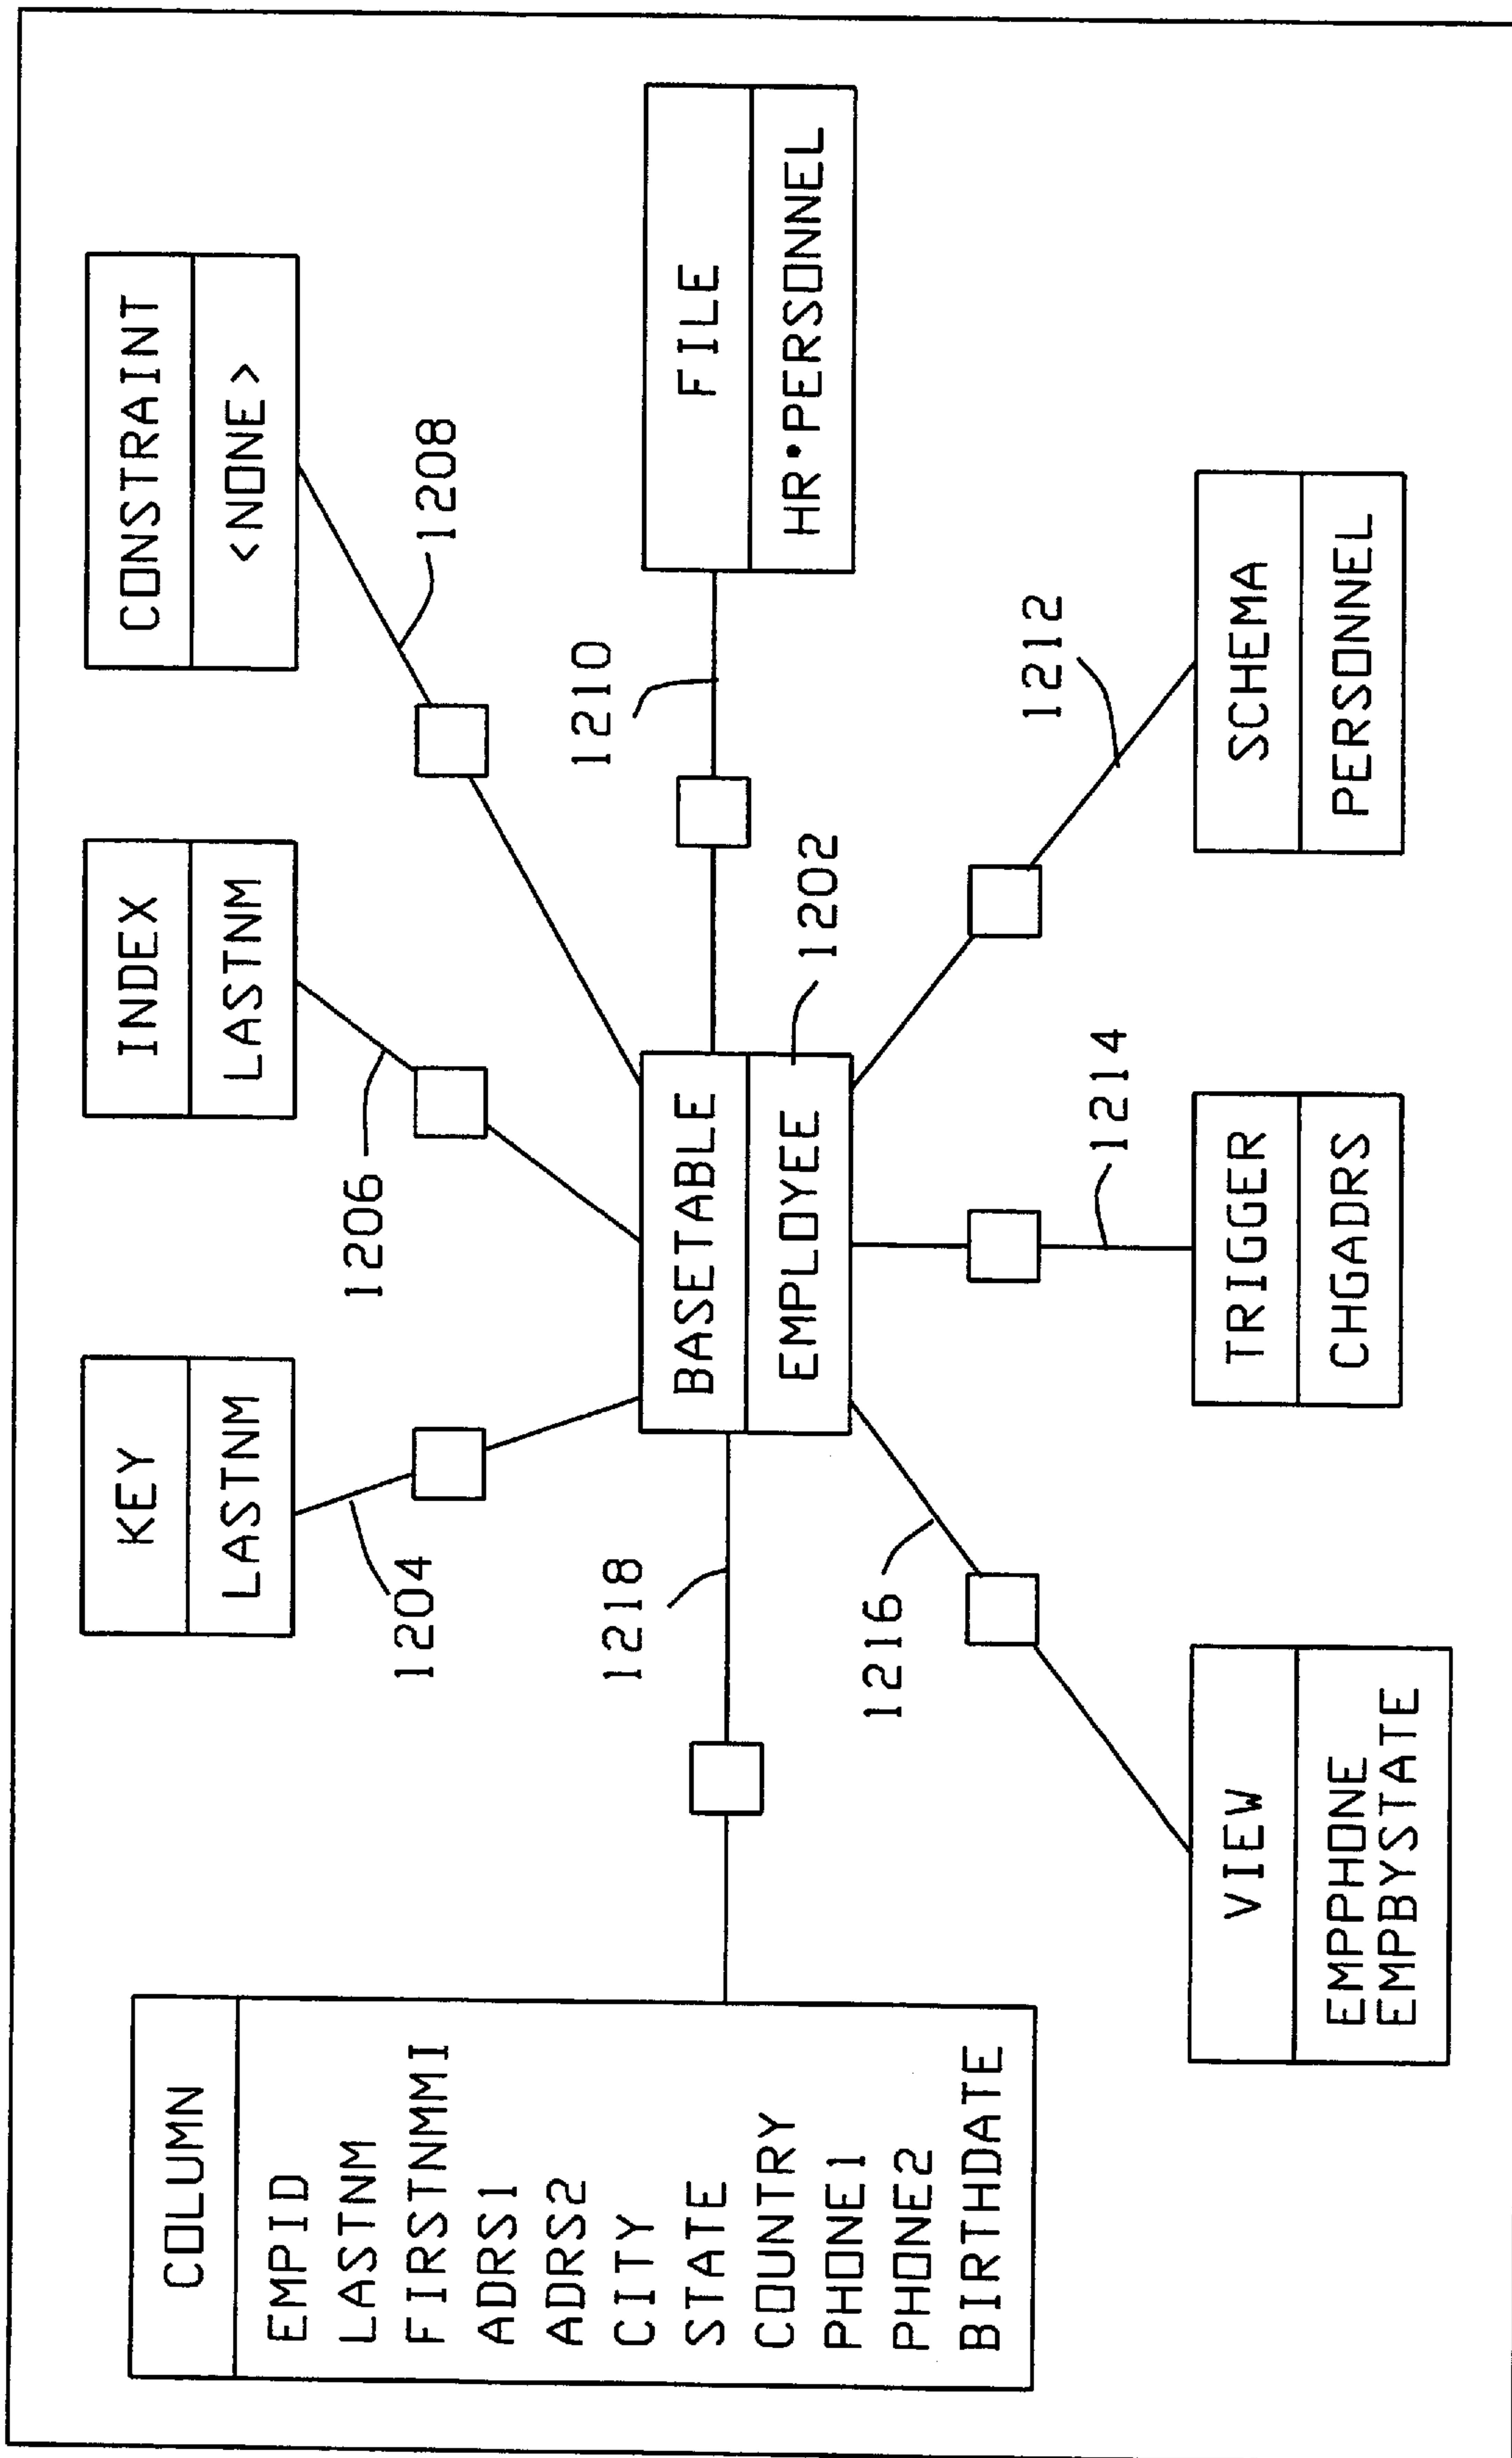 KEY
LASTNM
INDEX
LASTNM
CONSTRAINT
<NONE>
1204
1206
1208
COLUMN
EMPID
LASTNM
FIRSTNMMI
ADRS1
ADRS2
CITY
STATE
COUNTRY
PHONE1
PHONE2
BIRTHDATE
1218
BASETABLE
EMPLOYEE
1202
1210
FILE
HR•PERSONNEL
1216
1214
1212
VIEW
EMPPHONE
EMPBYSTATE
TRIGGER
CHGADRS
SCHEMA
PERSONNEL